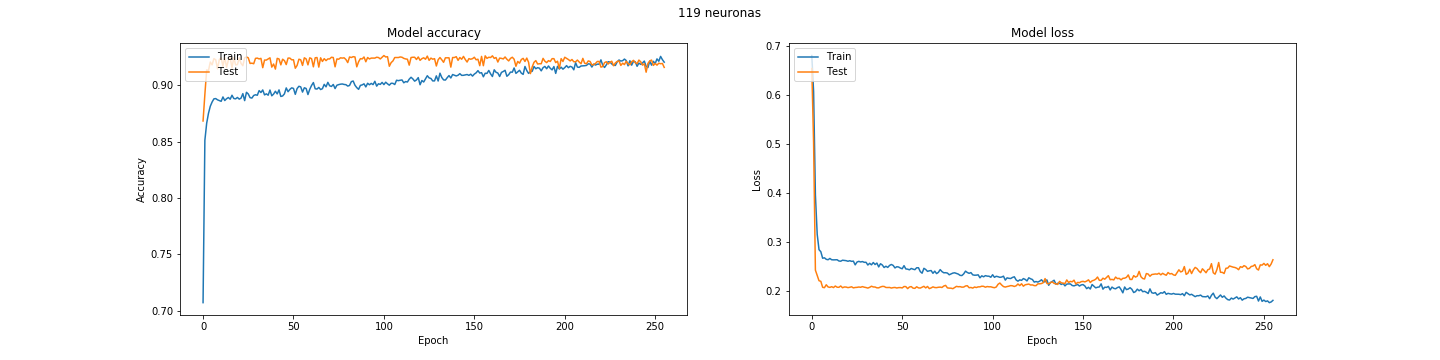 119 neuronas
Model accuracy
Train
Test
0.90
0.85
0.80
0.75
0.70
Accuracy
0 50 100 150 200 250
Epoch
Model loss
Train
Test
0.7
0.6
0.5
0.4
0.3
0.2
Loss
0 50 100 150 200 250
Epoch